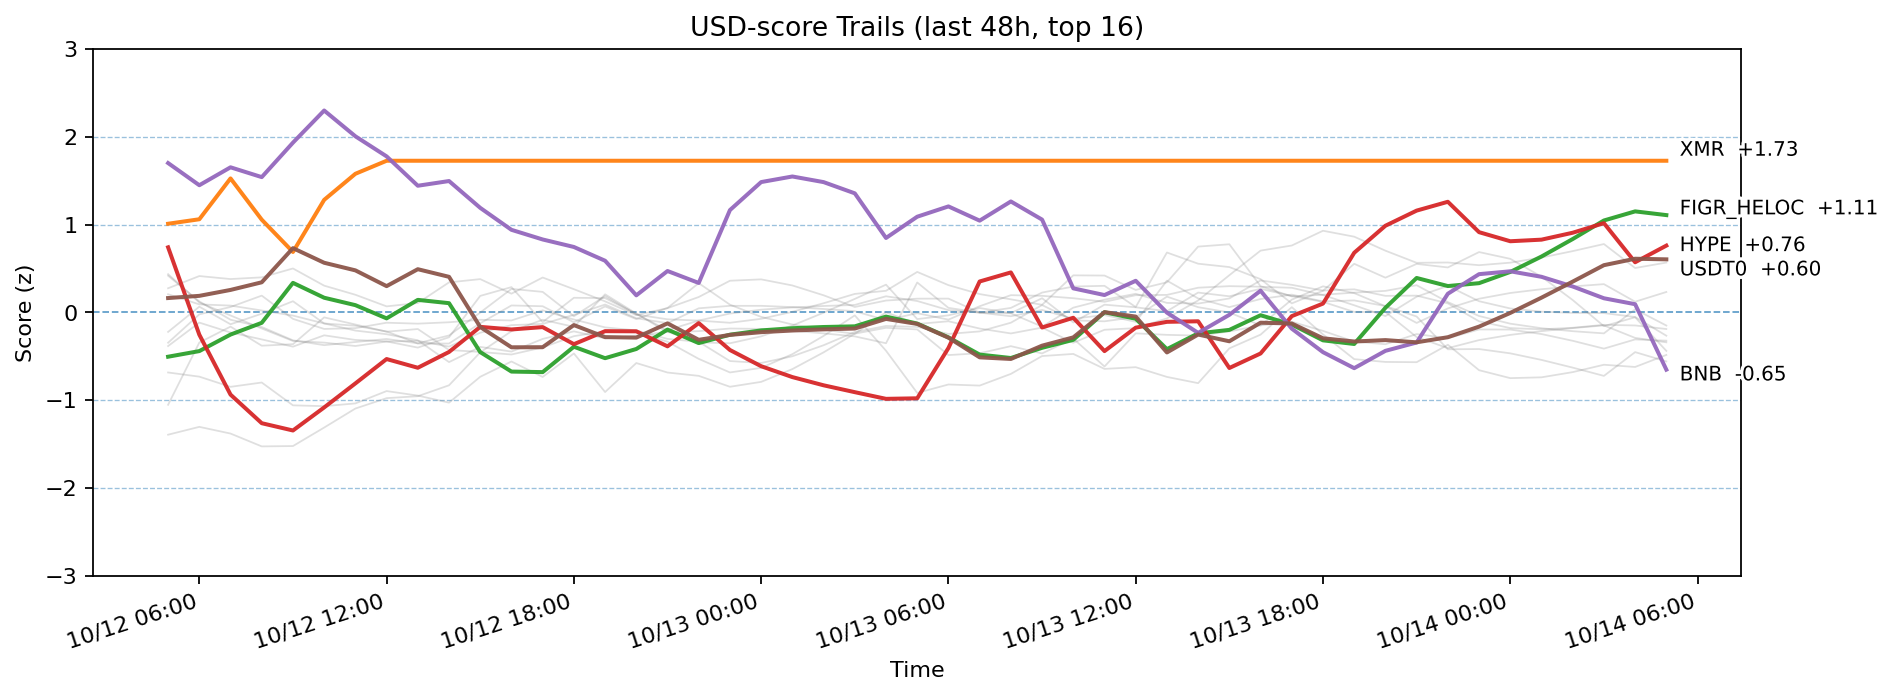 USD-score Trails (last 48h, top 16)
Score (z)
3
2
1
0
−1
−2
−3
XMR +1.73
FIGR_HELOC +1.11
HYPE +0.76
USDT0 +0.60
BNB -0.65
10/12 06:00
10/12 12:00
10/12 18:00
10/13 00:00
10/13 06:00
10/13 12:00
10/13 18:00
10/14 00:00
10/14 06:00
Time